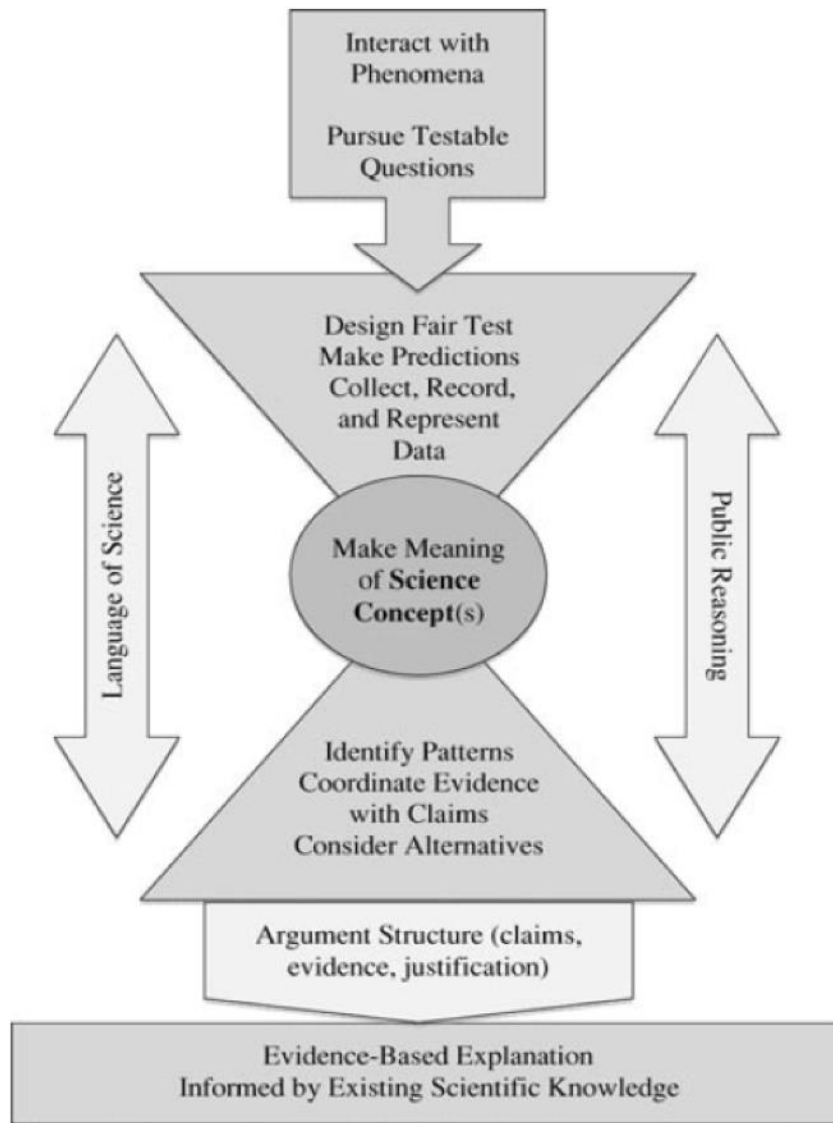 Interact with
Phenomena
Pursue Testable
Questions
Design Fair Test
Make Predictions
Collect, Record,
and Represent
Data
Language of Science
Public Reasoning
Make Meaning
of Science
Concept(s)
Identify Patterns
Coordinate Evidence
with Claims
Consider Alternatives
Argument Structure (claims,
evidence, justification)
Evidence-Based Explanation
Informed by Existing Scientific Knowledge